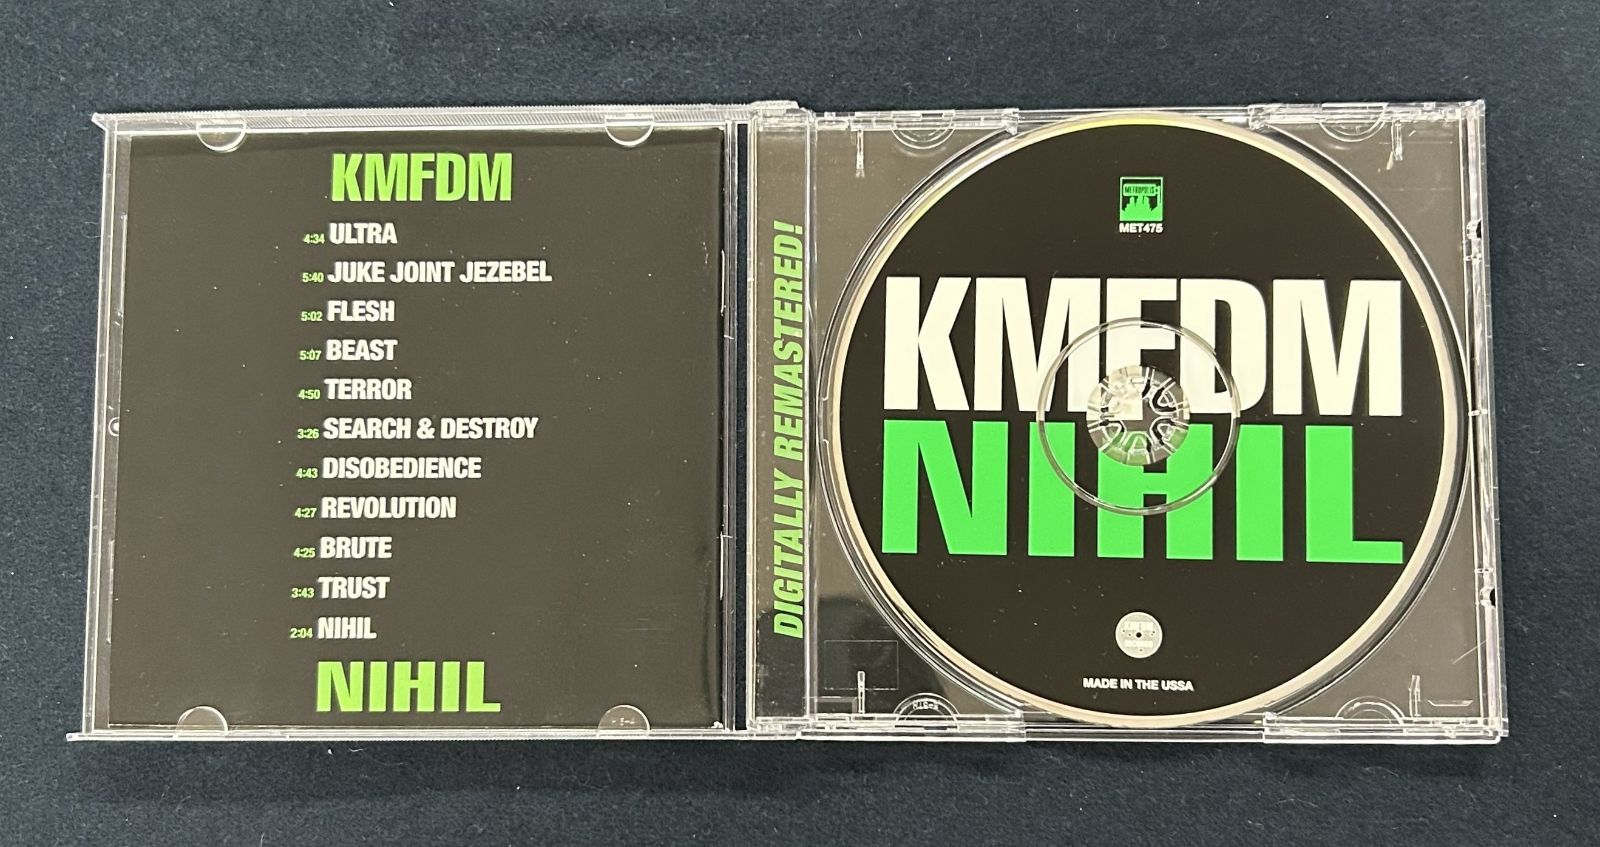 KMFDM
4:34 ULTRA
5:40 JUKE JOINT JEZEBEL
5:02 FLESH
5:07 BEAST
4:50 TERROR
3:26 SEARCH & DESTROY
4:43 DISOBEDIENCE
4:27 REVOLUTION
4:25 BRUTE
3:43 TRUST
2:04 NIHIL
NIHIL
DIGITALLY REMASTERED!
METROPOLIS
MET475
KMFDM
NIHIL
KMFDM
MADE IN THE USSA